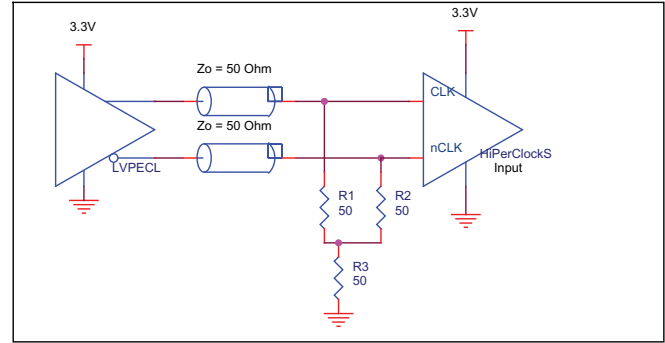 3.3V
3.3V
Zo = 50 Ohm
CLK
Zo = 50 Ohm
nCLK
LVPECL
HiPerClockS
Input
R1
50
R2
50
R3
50